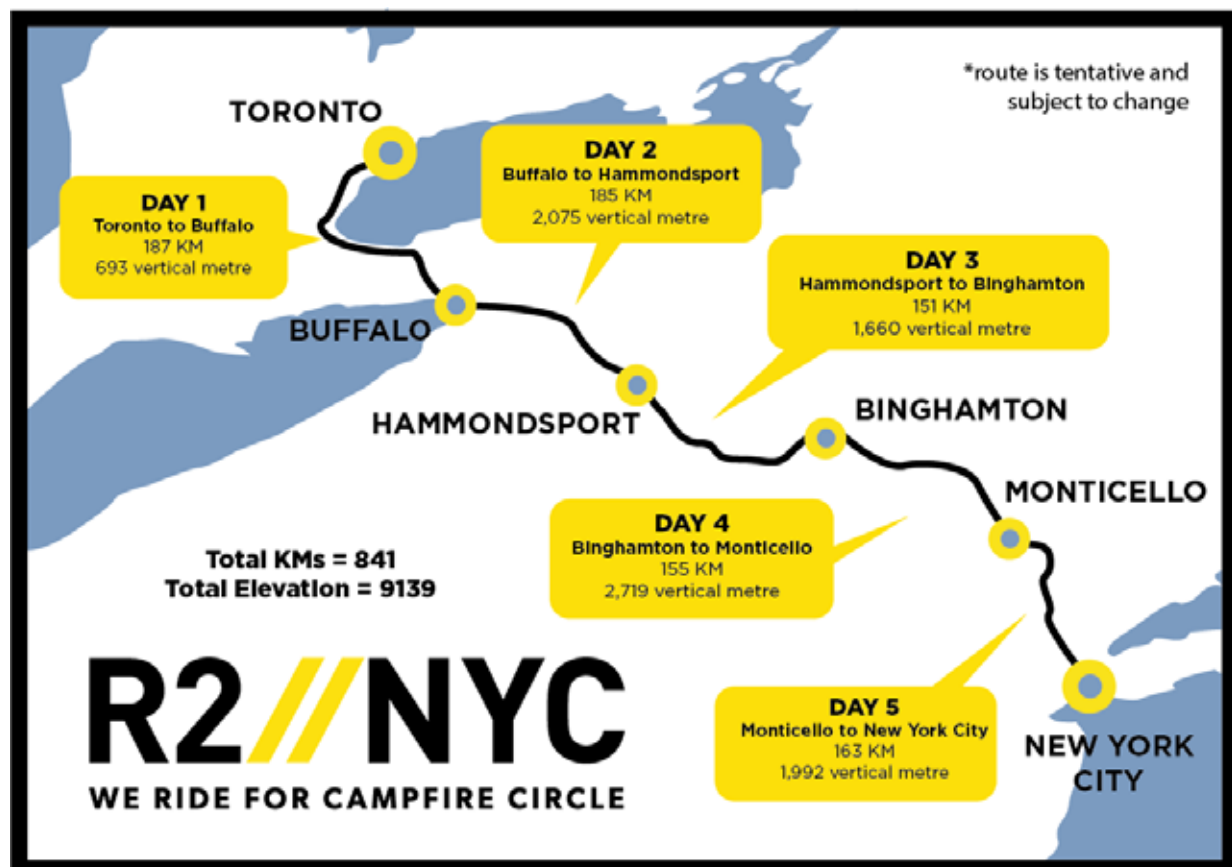 *route is tentative and
subject to change
TORONTO
DAY 1
Toronto to Buffalo
187 KM
693 vertical metre
DAY 2
Buffalo to Hammondsport
185 KM
2,075 vertical metre
DAY 3
Hammondsport to Binghamton
151 KM
1,660 vertical metre
BUFFALO
HAMMONDSPORT
BINGHAMTON
MONTICELLO
DAY 4
Binghamton to Monticello
155 KM
2,719 vertical metre
Total KMs = 841
Total Elevation = 9139
DAY 5
Monticello to New York City
163 KM
1,992 vertical metre
NEW YORK
CITY
R2//NYC
WE RIDE FOR CAMPFIRE CIRCLE